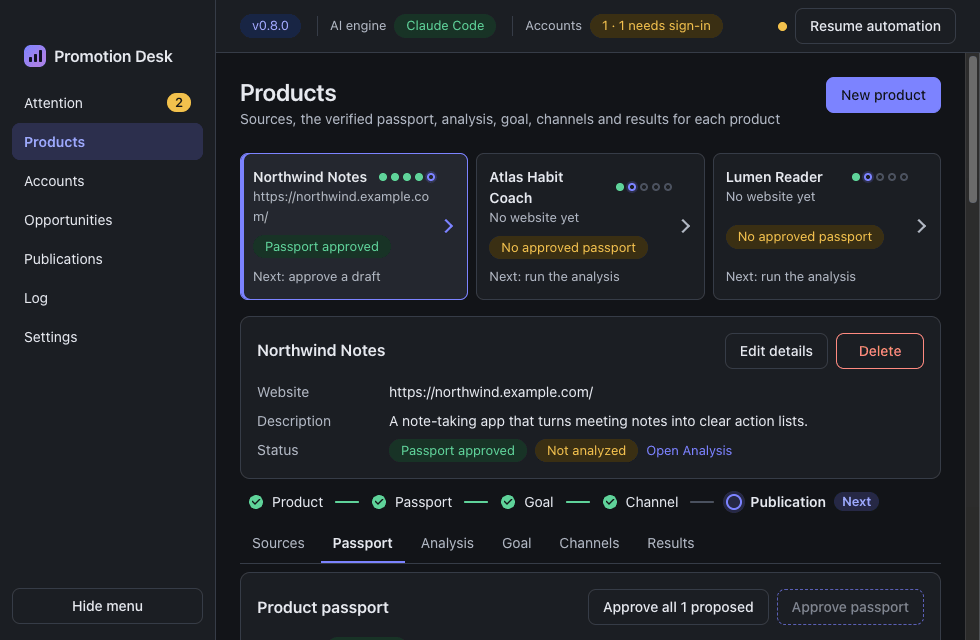 Promotion Desk
Attention 2
Products
Accounts
Opportunities
Publications
Log
Settings
Hide menu
v0.8.0 AI engine Claude Code Accounts 1 · 1 needs sign-in Resume automation
Products
Sources, the verified passport, analysis, goal, channels and results for each product
New product
Northwind Notes
https://northwind.example.co
m/
Passport approved
Next: approve a draft
Atlas Habit
Coach
No website yet
No approved passport
Next: run the analysis
Lumen Reader
No website yet
No approved passport
Next: run the analysis
Northwind Notes Edit details Delete
Website https://northwind.example.com/
Description A note-taking app that turns meeting notes into clear action lists.
Status Passport approved Not analyzed Open Analysis
Product Passport Goal Channel Publication Next
Sources Passport Analysis Goal Channels Results
Product passport Approve all 1 proposed Approve passport